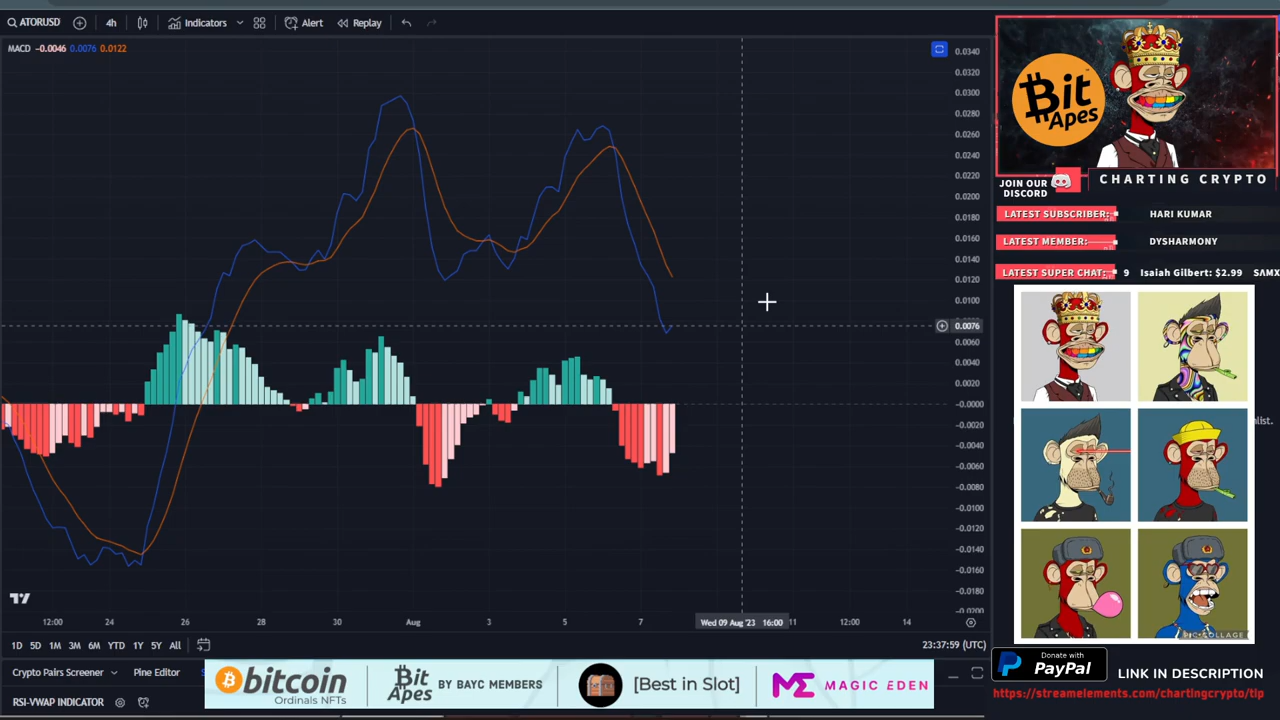 ATORUSD
4h
Indicators
Alert
Replay
MACD -0.0046 0.0076 0.0122
0.0340
0.0320
0.0300
0.0280
0.0260
0.0240
0.0220
0.0200
0.0180
0.0160
0.0140
0.0120
0.0100
0.0076
0.0060
0.0040
0.0020
-0.0000
-0.0020
-0.0040
-0.0060
-0.0080
-0.0100
-0.0120
-0.0140
-0.0160
-0.0180
-0.0200
12:00 24 26 28 30 Aug 3 5 7 Wed 09 Aug '23 16:00 11 12:00 14
1D 5D 1M 3M 6M YTD 1Y 5Y All
23:37:59 (UTC)
Crypto Pairs Screener
Pine Editor
RSI-VWAP INDICATOR
bitcoin
Ordinals NFTs
Bit
Apes
BY BAYC MEMBERS
[Best in Slot]
MAGIC EDEN
Bit
Apes
JOIN OUR
DISCORD
CHARTING CRYPTO
LATEST SUBSCRIBER:
HARI KUMAR
LATEST MEMBER:
DYSHARMONY
LATEST SUPER CHAT:
9 Isaiah Gilbert: $2.99 SAMX
PIC•COLLAGE
Donate with
PayPal
LINK IN DESCRIPTION
https://streamelements.com/chartingcrypto/tip